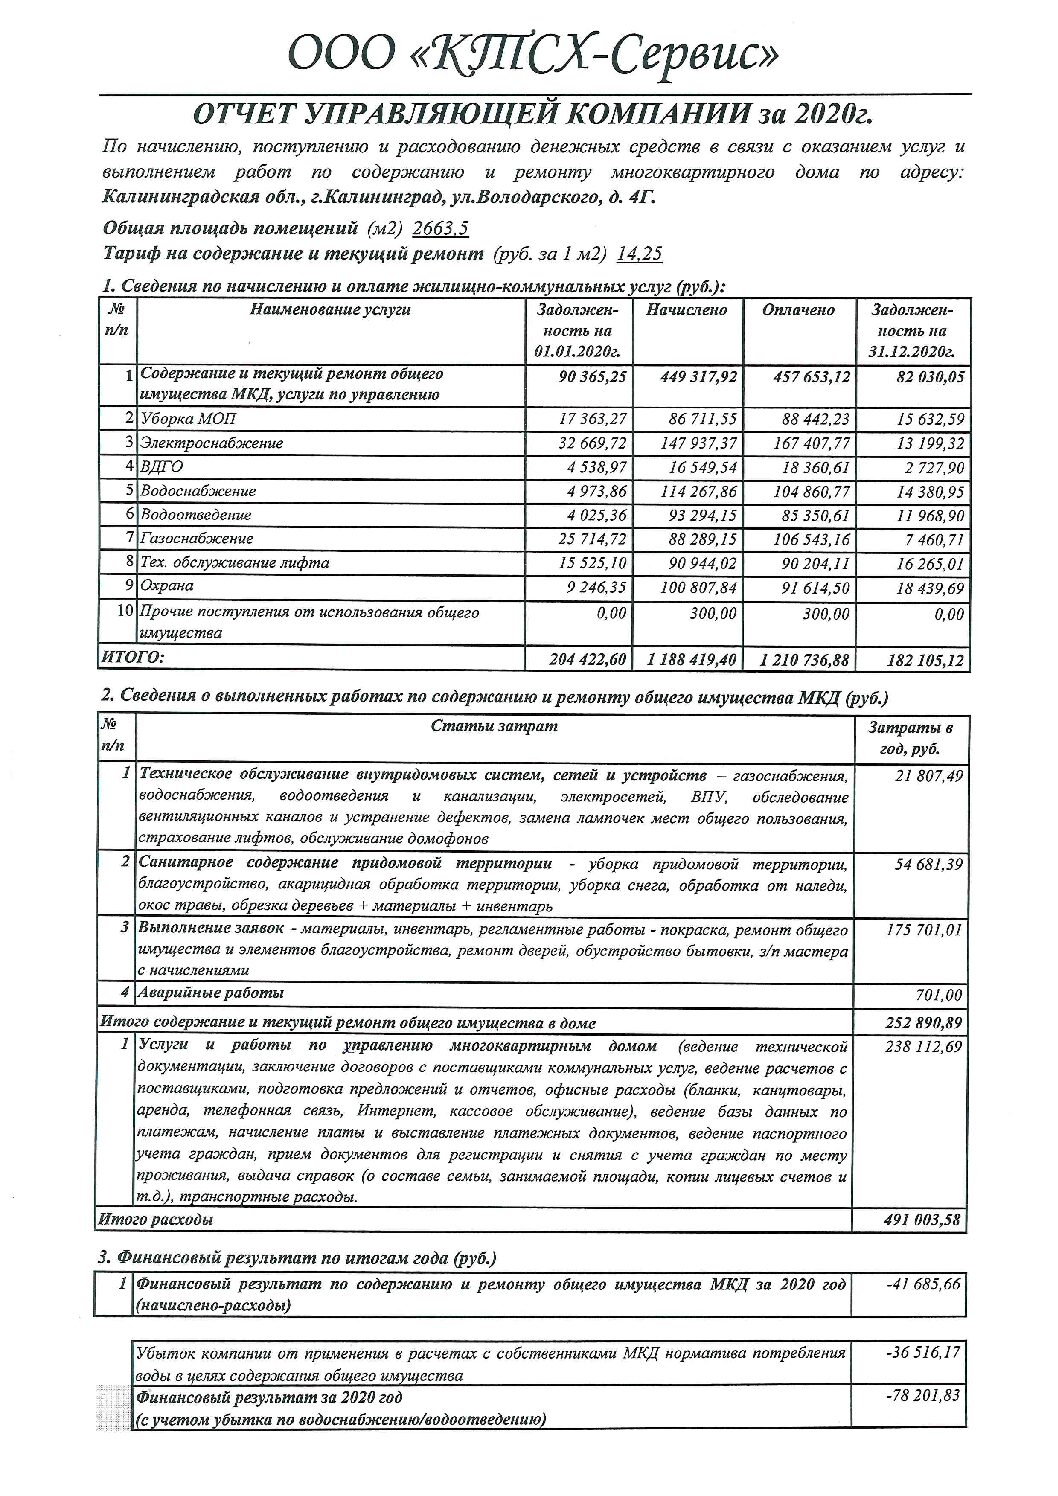 ООО «КТСХ-Сервис»
ОТЧЕТ УПРАВЛЯЮЩЕЙ КОМПАНИИ за 2020г.
По начислению, поступлению и расходованию денежных средств в связи с оказанием услуг и
выполнением работ по содержанию и ремонту многоквартирного дома по адресу:
Калининградская обл., г.Калининград, ул.Володарского, д. 4Г.
Общая площадь помещений (м2) 2663,5
Тариф на содержание и текущий ремонт (руб. за 1 м2) 14,25
1. Сведения по начислению и оплате жилищно-коммунальных услуг (руб.):
№ Наименование услуги Задолжен- Начислено Оплачено Задолжен-
п/п ность на ность на
01.01.2020г. 31.12.2020г.
1 Содержание и текущий ремонт общего 90 365,25 449 317,92 457 653,12 82 030,05
имущества МКД, услуги по управлению
2 Уборка МОП 17 363,27 86 711,55 88 442,23 15 632,59
3 Электроснабжение 32 669,72 147 937,37 167 407,77 13 199,32
4 ВДГО 4 538,97 16 549,54 18 360,61 2 727,90
5 Водоснабжение 4 973,86 114 267,86 104 860,77 14 380,95
6 Водоотведение 4 025,36 93 294,15 85 350,61 11 968,90
7 Газоснабжение 25 714,72 88 289,15 106 543,16 7 460,71
8 Тех. обслуживание лифта 15 525,10 90 944,02 90 204,11 16 265,01
9 Охрана 9 246,35 100 807,84 91 614,50 18 439,69
10 Прочие поступления от использования общего 0,00 300,00 300,00 0,00
имущества
ИТОГО: 204 422,60 1 188 419,40 1 210 736,88 182 105,12
2. Сведения о выполненных работах по содержанию и ремонту общего имущества МКД (руб.)
№ Статьи затрат Затраты в
п/п год, руб.
1 Техническое обслуживание внутридомовых систем, сетей и устройств – газоснабжения, 21 807,49
водоснабжения, водоотведения и канализации, электросетей, ВПУ, обследование
вентиляционных каналов и устранение дефектов, замена лампочек мест общего пользования,
страхование лифтов, обслуживание домофонов
2 Санитарное содержание придомовой территории - уборка придомовой территории, 54 681,39
благоустройство, акарицидная обработка территории, уборка снега, обработка от наледи,
окос травы, обрезка деревьев + материалы + инвентарь
3 Выполнение заявок - материалы, инвентарь, регламентные работы - покраска, ремонт общего 175 701,01
имущества и элементов благоустройства, ремонт дверей, обустройство бытовки, з/п мастера
с начислениями
4 Аварийные работы 701,00
Итого содержание и текущий ремонт общего имущества в доме 252 890,89
1 Услуги и работы по управлению многоквартирным домом (ведение технической 238 112,69
документации, заключение договоров с поставщиками коммунальных услуг, ведение расчетов с
поставщиками, подготовка предложений и отчетов, офисные расходы (бланки, канцтовары,
аренда, телефонная связь, Интернет, кассовое обслуживание), ведение базы данных по
платежам, начисление платы и выставление платежных документов, ведение паспортного
учета граждан, прием документов для регистрации и снятия с учета граждан по месту
проживания, выдача справок (о составе семьи, занимаемой площади, копии лицевых счетов и
т.д.), транспортные расходы.
Итого расходы 491 003,58
3. Финансовый результат по итогам года (руб.)
1 Финансовый результат по содержанию и ремонту общего имущества МКД за 2020 год -41 685,66
(начислено-расходы)
Убыток компании от применения в расчетах с собственниками МКД норматива потребления -36 516,17
воды в целях содержания общего имущества
Финансовый результат за 2020 год -78 201,83
(с учетом убытка по водоснабжению/водоотведению)